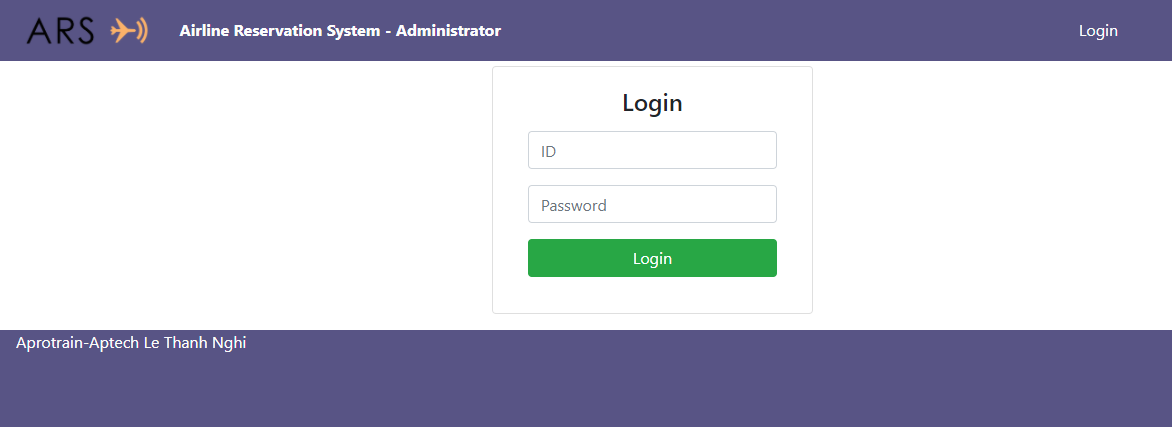 ARS
Airline Reservation System - Administrator
Login
Login
ID
Password
Login
Aprotrain-Aptech Le Thanh Nghi